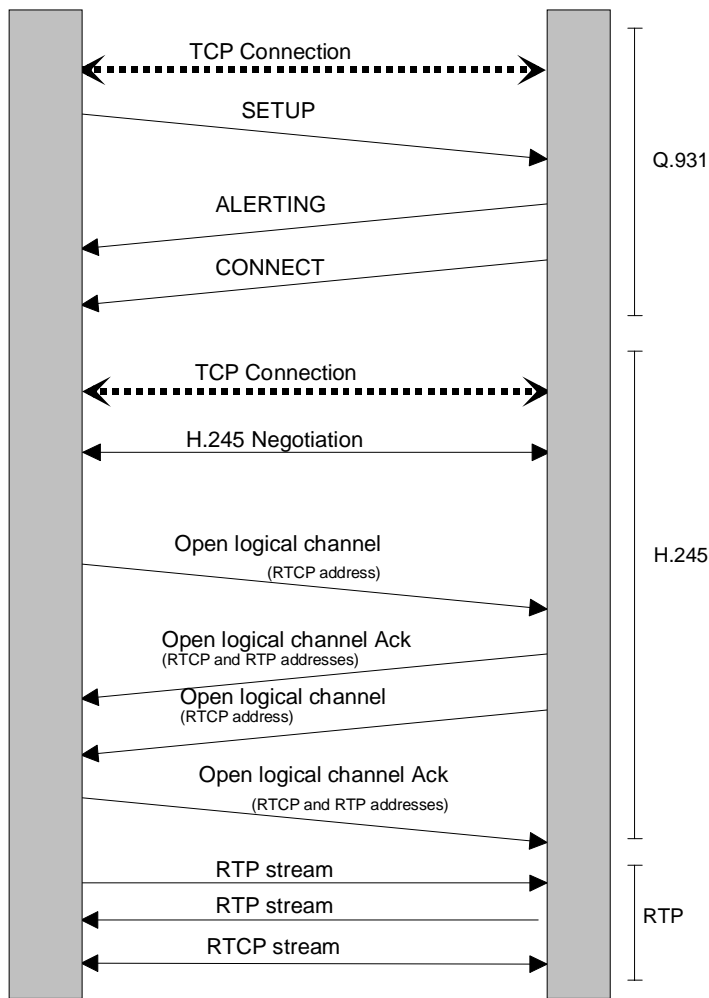 TCP Connection
SETUP
Q.931
ALERTING
CONNECT
TCP Connection
H.245 Negotiation
Open logical channel
(RTCP address)
H.245
Open logical channel Ack
(RTCP and RTP addresses)
Open logical channel
(RTCP address)
Open logical channel Ack
(RTCP and RTP addresses)
RTP stream
RTP stream
RTP
RTCP stream